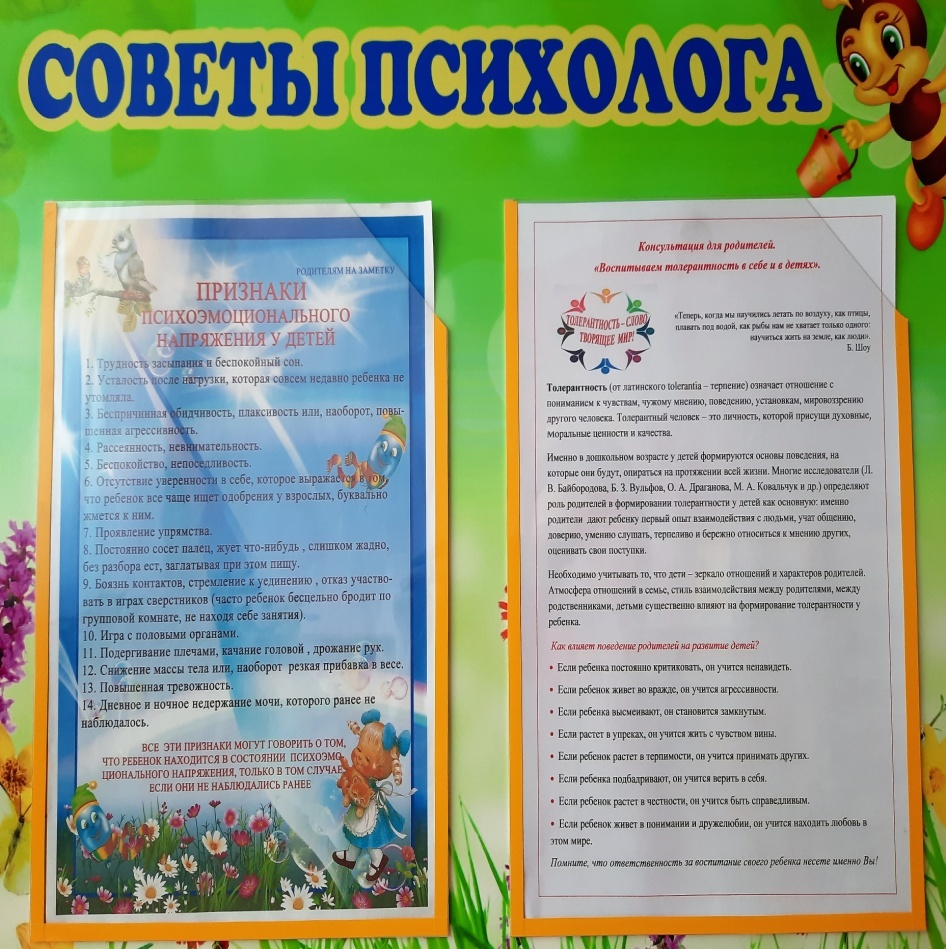 СОВЕТЫ ПСИХОЛОГА
РОДИТЕЛЯМ НА ЗАМЕТКУ
ПРИЗНАКИ
ПСИХОЭМОЦИОНАЛЬНОГО
НАПРЯЖЕНИЯ У ДЕТЕЙ
1. Трудность засыпания и беспокойный сон.
2. Усталость после нагрузки, которая совсем недавно ребенка не
утомляла.
3. Беспричинная обидчивость, плаксивость или, наоборот, повы-
шенная агрессивность.
4. Рассеянность, невнимательность.
5. Беспокойство, непоседливость.
6. Отсутствие уверенности в себе, которое выражается в том,
что ребенок все чаще ищет одобрения у взрослых, буквально
жмется к ним.
7. Проявление упрямства.
8. Постоянно сосет палец, жует что-нибудь , слишком жадно,
без разбора ест, заглатывая при этом пищу.
9. Боязнь контактов, стремление к уединению , отказ участво-
вать в играх сверстников (часто ребенок бесцельно бродит по
групповой комнате, не находя себе занятия).
10. Игра с половыми органами.
11. Подергивание плечами, качание головой , дрожание рук.
12. Снижение массы тела или, наоборот резкая прибавка в весе.
13. Повышенная тревожность.
14. Дневное и ночное недержание мочи, которого ранее не
наблюдалось.
ВСЕ ЭТИ ПРИЗНАКИ МОГУТ ГОВОРИТЬ О ТОМ,
ЧТО РЕБЕНОК НАХОДИТСЯ В СОСТОЯНИИ ПСИХОЭМО-
ЦИОНАЛЬНОГО НАПРЯЖЕНИЯ, ТОЛЬКО В ТОМ СЛУЧАЕ,
ЕСЛИ ОНИ НЕ НАБЛЮДАЛИСЬ РАНЕЕ
Консультация для родителей.
«Воспитываем толерантность в себе и в детях».
ТОЛЕРАНТНОСТЬ – СЛОВО
ТВОРЯЩЕЕ МИР!
«Теперь, когда мы научились летать по воздуху, как птицы,
плавать под водой, как рыбы нам не хватает только одного:
научиться жить на земле, как люди».
Б. Шоу
Толерантность (от латинского tolerantia – терпение) означает отношение с
пониманием к чувствам, чужому мнению, поведению, установкам, мировоззрению
другого человека. Толерантный человек – это личность, которой присущи духовные,
моральные ценности и качества.
Именно в дошкольном возрасте у детей формируются основы поведения, на
которые они будут, опираться на протяжении всей жизни. Многие исследователи (Л.
В. Байбородова, Б. З. Вульфов, О. А. Драганова, М. А. Ковальчук и др.) определяют
роль родителей в формировании толерантности у детей как основную: именно
родители дают ребенку первый опыт взаимодействия с людьми, учат общению,
доверию, умению слушать, терпеливо и бережно относиться к мнению других,
оценивать свои поступки.
Необходимо учитывать то, что дети – зеркало отношений и характеров родителей.
Атмосфера отношений в семье, стиль взаимодействия между родителями, между
родственниками, детьми существенно влияют на формирование толерантности у
ребенка.
Как влияет поведение родителей на развитие детей?
• Если ребенка постоянно критиковать, он учится ненавидеть.
• Если ребенок живет во вражде, он учится агрессивности.
• Если ребенка высмеивают, он становится замкнутым.
• Если растет в упреках, он учится жить с чувством вины.
• Если ребенок растет в терпимости, он учится принимать других.
• Если ребенка подбадривают, он учится верить в себя.
• Если ребенок растет в честности, он учится быть справедливым.
• Если ребенок живет в понимании и дружелюбии, он учится находить любовь в
этом мире.
Помните, что ответственность за воспитание своего ребенка несете именно Вы!